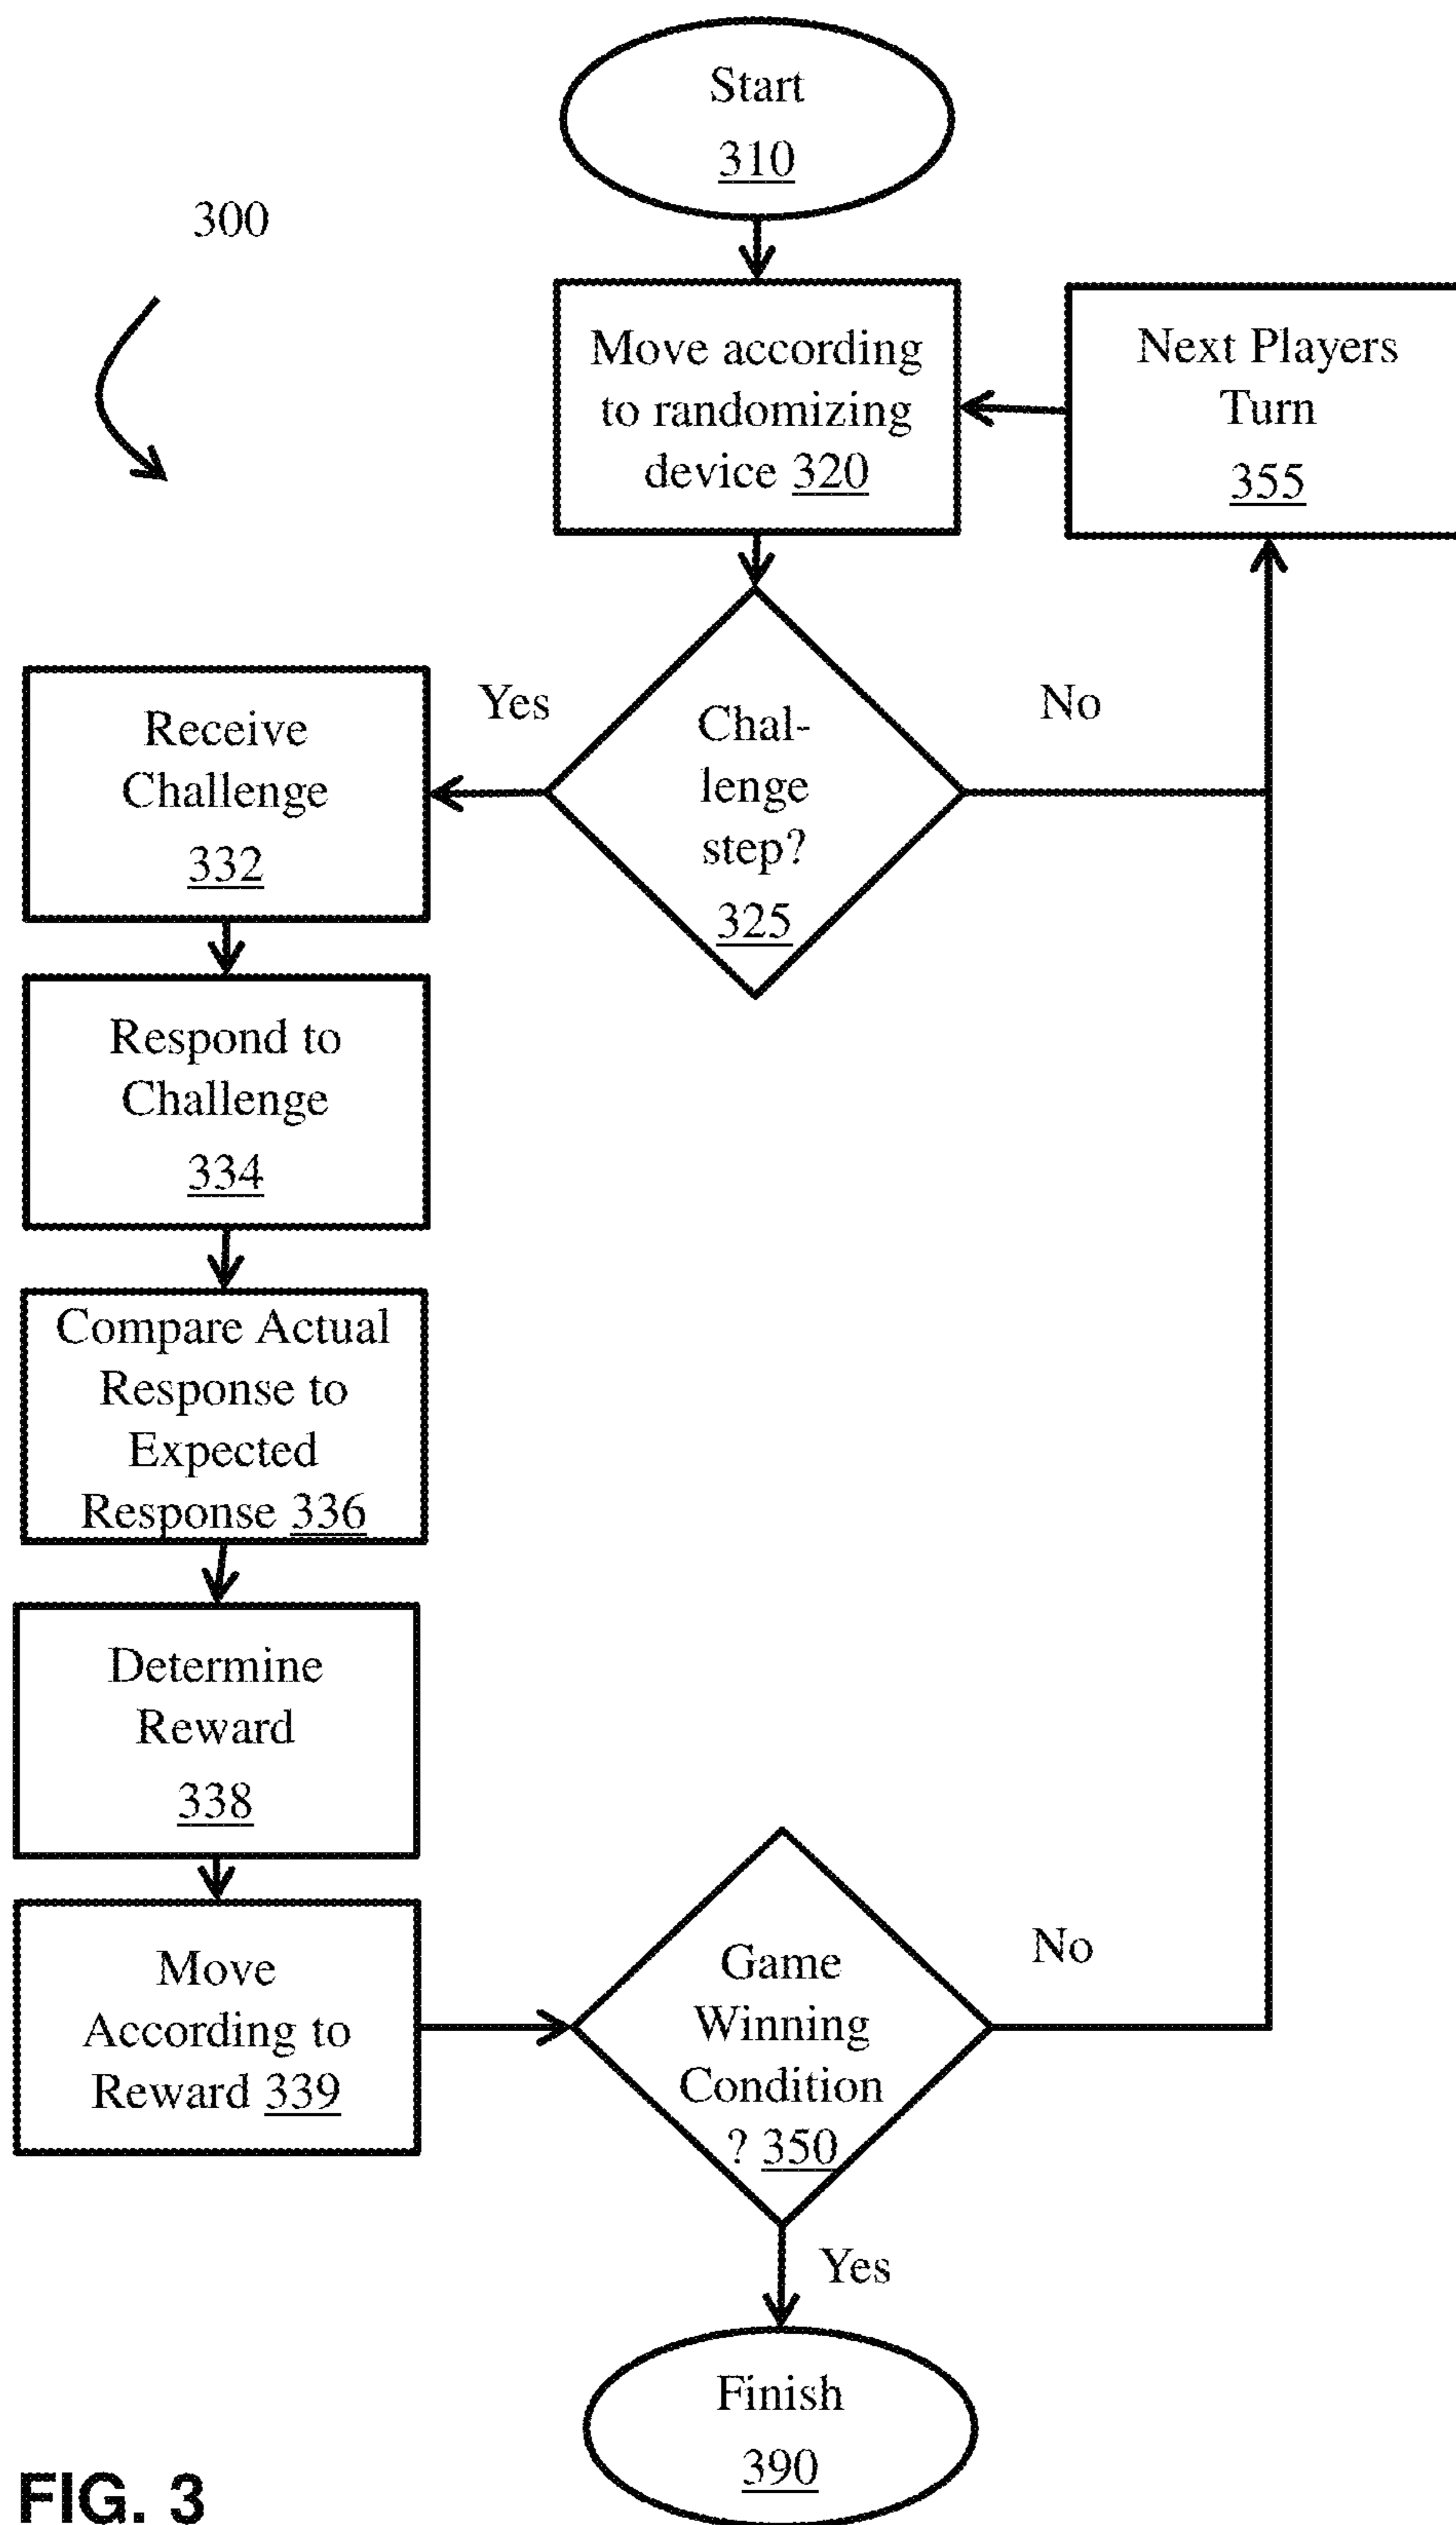 Start
310
300
Move according
to randomizing
device 320
Next Players
Turn
355
Yes
Chal-
lenge
step?
325
No
Receive
Challenge
332
Respond to
Challenge
334
Compare Actual
Response to
Expected
Response 336
Determine
Reward
338
Move
According to
Reward 339
Game
Winning
Condition
? 350
No
Yes
Finish
390
FIG. 3